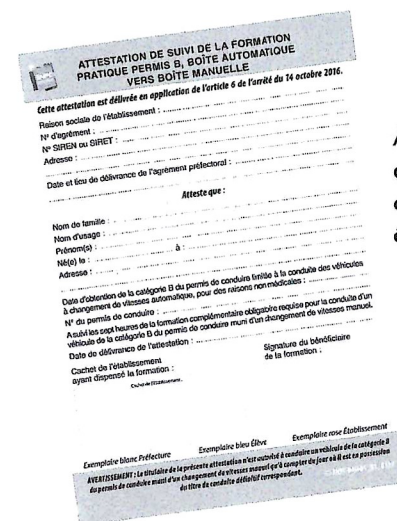 ATTESTATION DE SUIVI DE LA FORMATION
PRATIQUE PERMIS B, BOÎTE AUTOMATIQUE
VERS BOÎTE MANUELLE
Cette attestation est délivrée en application de l'article 6 de l'arrêté du 14 octobre 2016.
Raison sociale de l'établissement :
N° d'agrément :
N° SIREN ou SIRET :
Adresse :
Date et lieu de délivrance de l'agrément préfectoral :
Atteste que :
Nom de famille :
Nom d'usage :
Prénom(s) :
Né(e) le : à :
Adresse :
Date d'obtention de la catégorie B du permis de conduire limitée à la conduite des véhicules
à changement de vitesses automatique, pour des raisons non médicales :
N° du permis de conduire :
A suivi les sept heures de la formation complémentaire obligatoire requise pour la conduite d'un
véhicule de la catégorie B du permis de conduire muni d'un changement de vitesses manuel.
Date de délivrance de l'attestation :
Cachet de l'établissement
ayant dispensé la formation :
Cachet de l'Établissement
Signature du bénéficiaire
de la formation :
Exemplaire blanc Préfecture Exemplaire bleu Élève Exemplaire rose Établissement
AVERTISSEMENT : Le titulaire de la présente attestation n'est autorisé à conduire un véhicule de la catégorie B
du permis de conduire muni d'un changement de vitesses manuel qu'à compter du jour où il est en possession
du titre de conduite définitif correspondant.